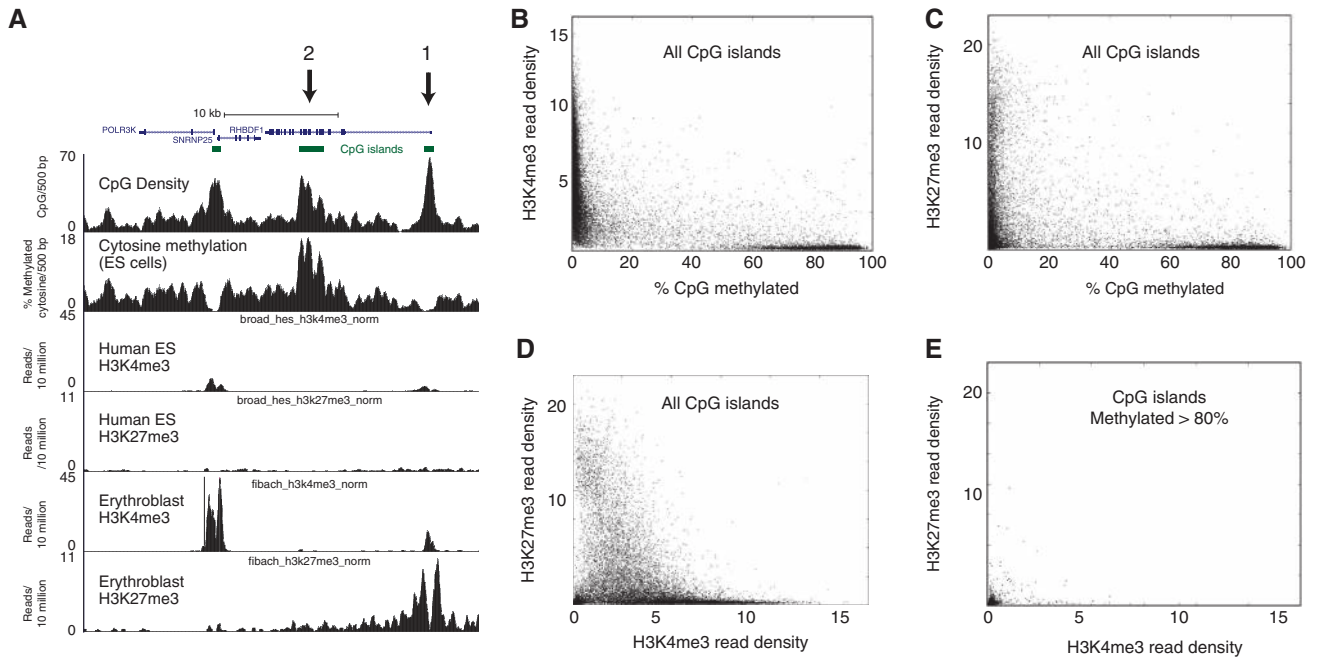 A
2
1
10 kb
POLR3K
SNRNP25
RHBDF1
CpG islands
70
CpG/500 bp
CpG Density
0
18
% Methylated
cytosine/500 bp
Cytosine methylation
(ES cells)
0
45
broad_hes_h3k4me3_norm
Reads/
10 million
Human ES
H3K4me3
0
11
broad_hes_h3k27me3_norm
Reads
/10 million
Human ES
H3K27me3
0
45
fibach_h3k4me3_norm
Reads/
10 million
Erythroblast
H3K4me3
0
11
fibach_h3k27me3_norm
Reads/
10 million
Erythroblast
H3K27me3
0
B
H3K4me3 read density
All CpG islands
15
10
5
0 20 40 60 80 100
% CpG methylated
C
H3K27me3 read density
All CpG islands
20
10
0 20 40 60 80 100
% CpG methylated
D
H3K27me3 read density
All CpG islands
20
10
0
0 5 10 15
H3K4me3 read density
E
H3K27me3 read density
CpG islands
Methylated > 80%
20
10
0
0 5 10 15
H3K4me3 read density